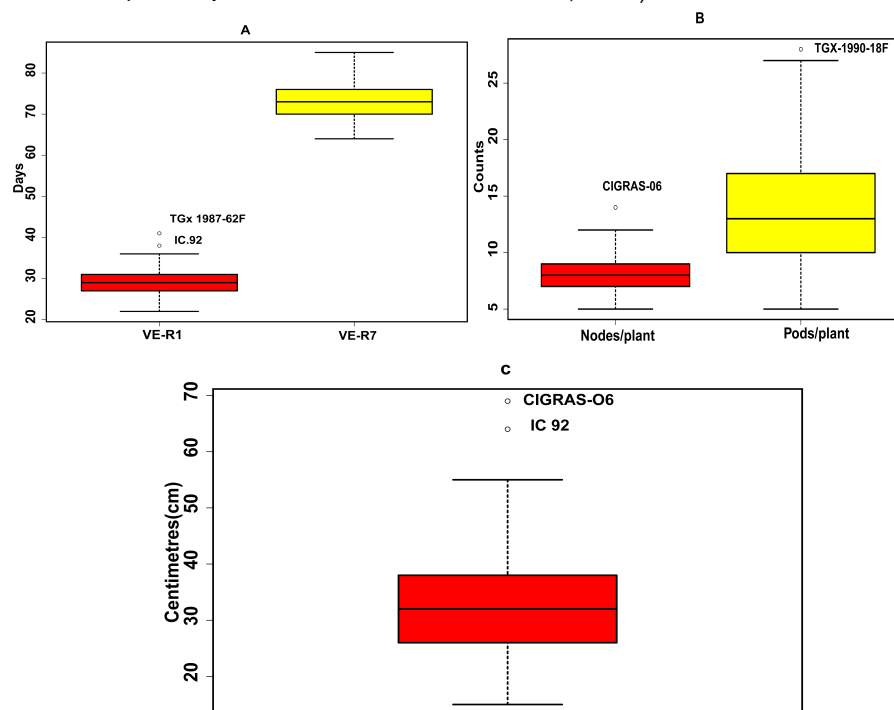 A
Days
20
30
40
50
60
70
80
TGx 1987-62F
IC.92
VE-R1
VE-R7
B
Counts
5
10
15
20
25
TGX-1990-18F
CIGRAS-06
Nodes/plant
Pods/plant
C
Centimetres(cm)
20
30
40
50
60
70
CIGRAS-O6
IC 92